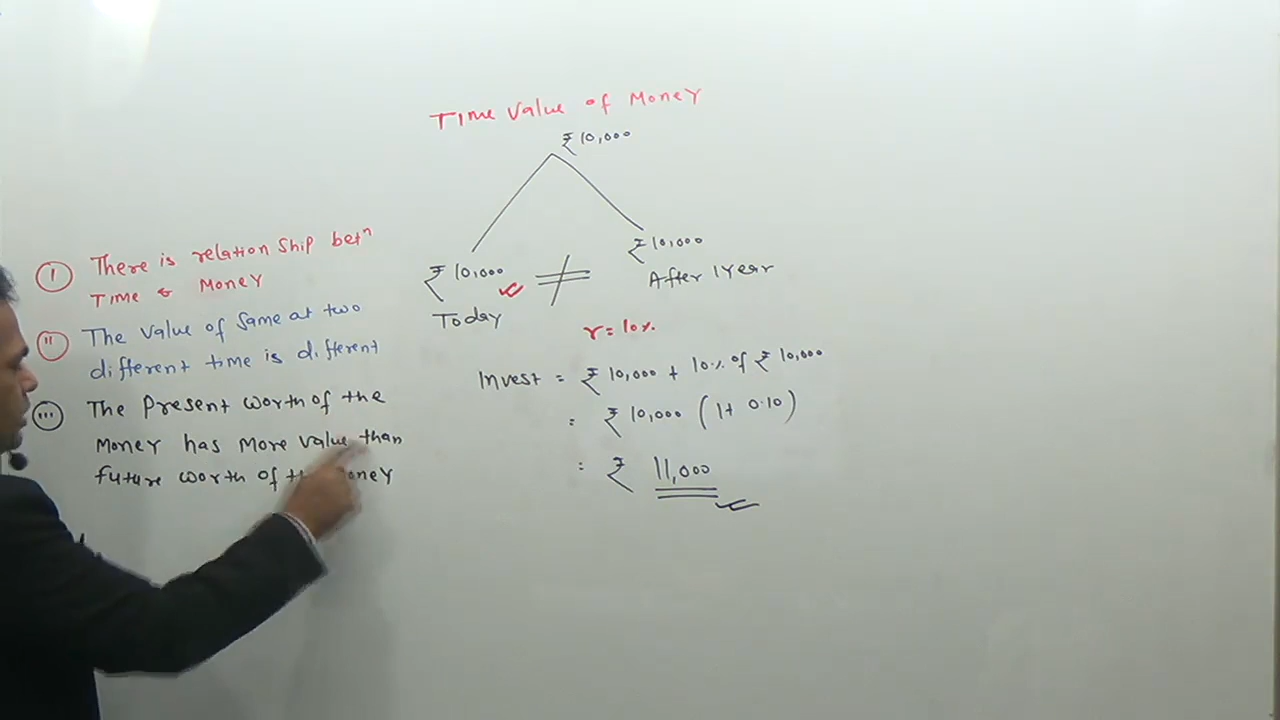 Time Value of Money
₹ 10,000
₹ 10,000
Today
≠
₹ 10,000
After 1 Year
r = 10%
Invest = ₹ 10,000 + 10% of ₹ 10,000
= ₹ 10,000 (1 + 0.10)
= ₹ 11,000
(I) There is relation Ship betn
Time & Money
(II) The Value of Same at two
different time is different
(III) The Present worth of the
Money has More value than
future worth of the Money